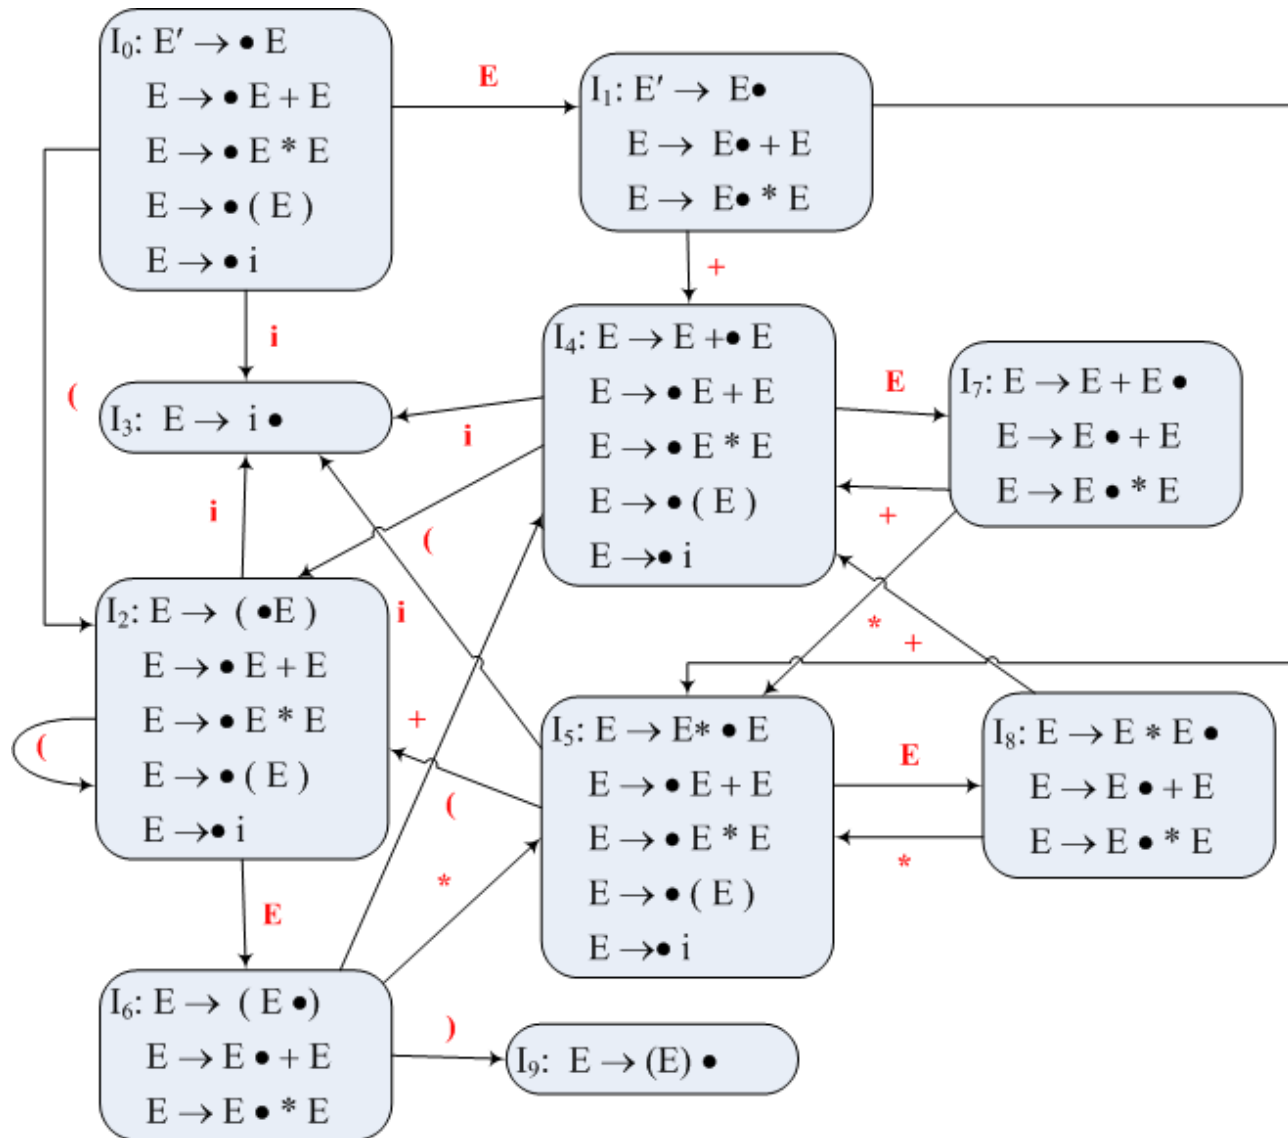 I₀: E′ → • E
E → • E + E
E → • E * E
E → • ( E )
E → • i
E
I₁: E′ → E•
E → E• + E
E → E• * E
+
i
(
I₃: E → i •
I₄: E → E +• E
E → • E + E
E → • E * E
E → • ( E )
E →• i
E
I₇: E → E + E •
E → E • + E
E → E • * E
i
(
+
*
+
i
i
I₂: E → ( •E )
E → • E + E
E → • E * E
E → • ( E )
E →• i
(
+
(
*
I₅: E → E* • E
E → • E + E
E → • E * E
E → • ( E )
E →• i
E
*
I₈: E → E * E •
E → E • + E
E → E • * E
E
I₆: E → ( E •)
E → E • + E
E → E • * E
)
I₉: E → (E) •